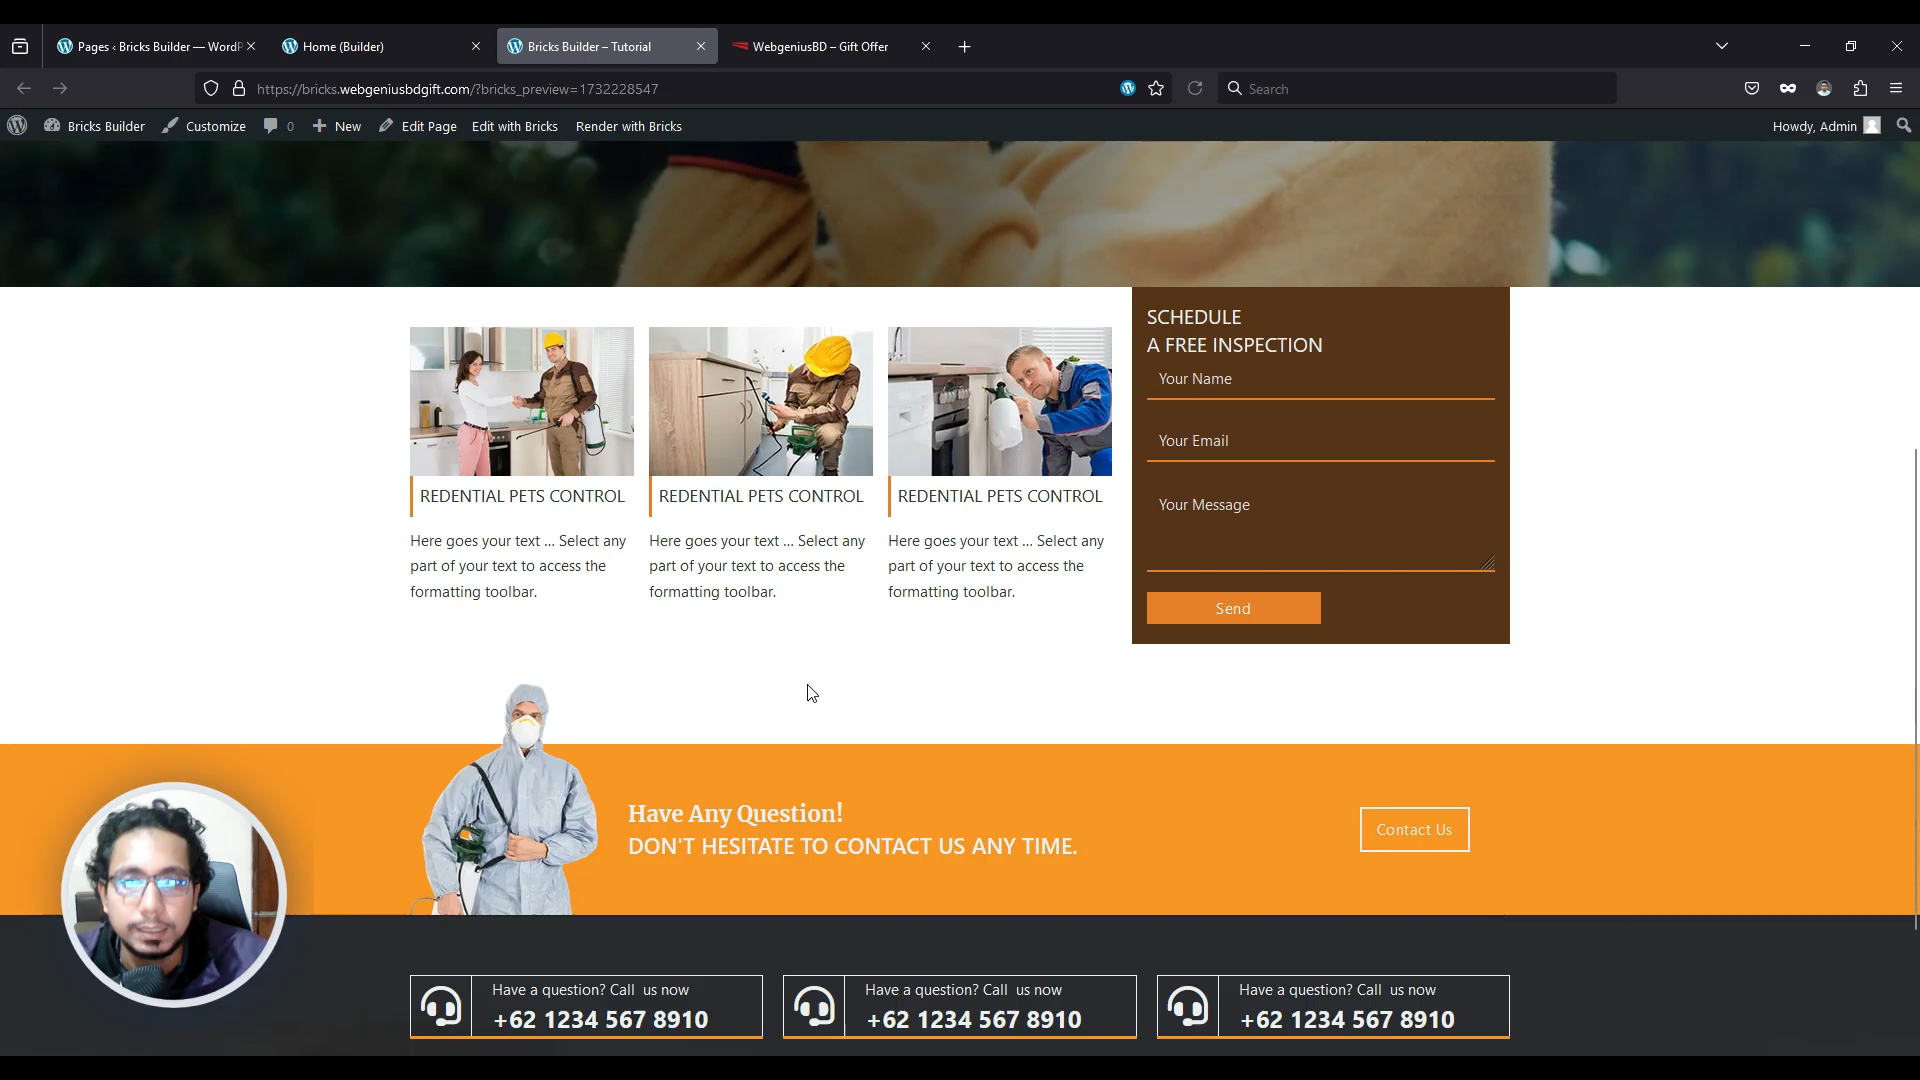 Pages ‹ Bricks Builder — WordP
Home (Builder)
Bricks Builder – Tutorial
WebgeniusBD – Gift Offer
https://bricks.webgeniusbdgift.com/?bricks_preview=1732228547
Search
Bricks Builder
Customize
0
New
Edit Page
Edit with Bricks
Render with Bricks
Howdy, Admin
REDENTIAL PETS CONTROL
Here goes your text ... Select any
part of your text to access the
formatting toolbar.
REDENTIAL PETS CONTROL
Here goes your text ... Select any
part of your text to access the
formatting toolbar.
REDENTIAL PETS CONTROL
Here goes your text ... Select any
part of your text to access the
formatting toolbar.
SCHEDULE
A FREE INSPECTION
Your Name
Your Email
Your Message
Send
Have Any Question!
DON'T HESITATE TO CONTACT US ANY TIME.
Contact Us
Have a question? Call us now
+62 1234 567 8910
Have a question? Call us now
+62 1234 567 8910
Have a question? Call us now
+62 1234 567 8910